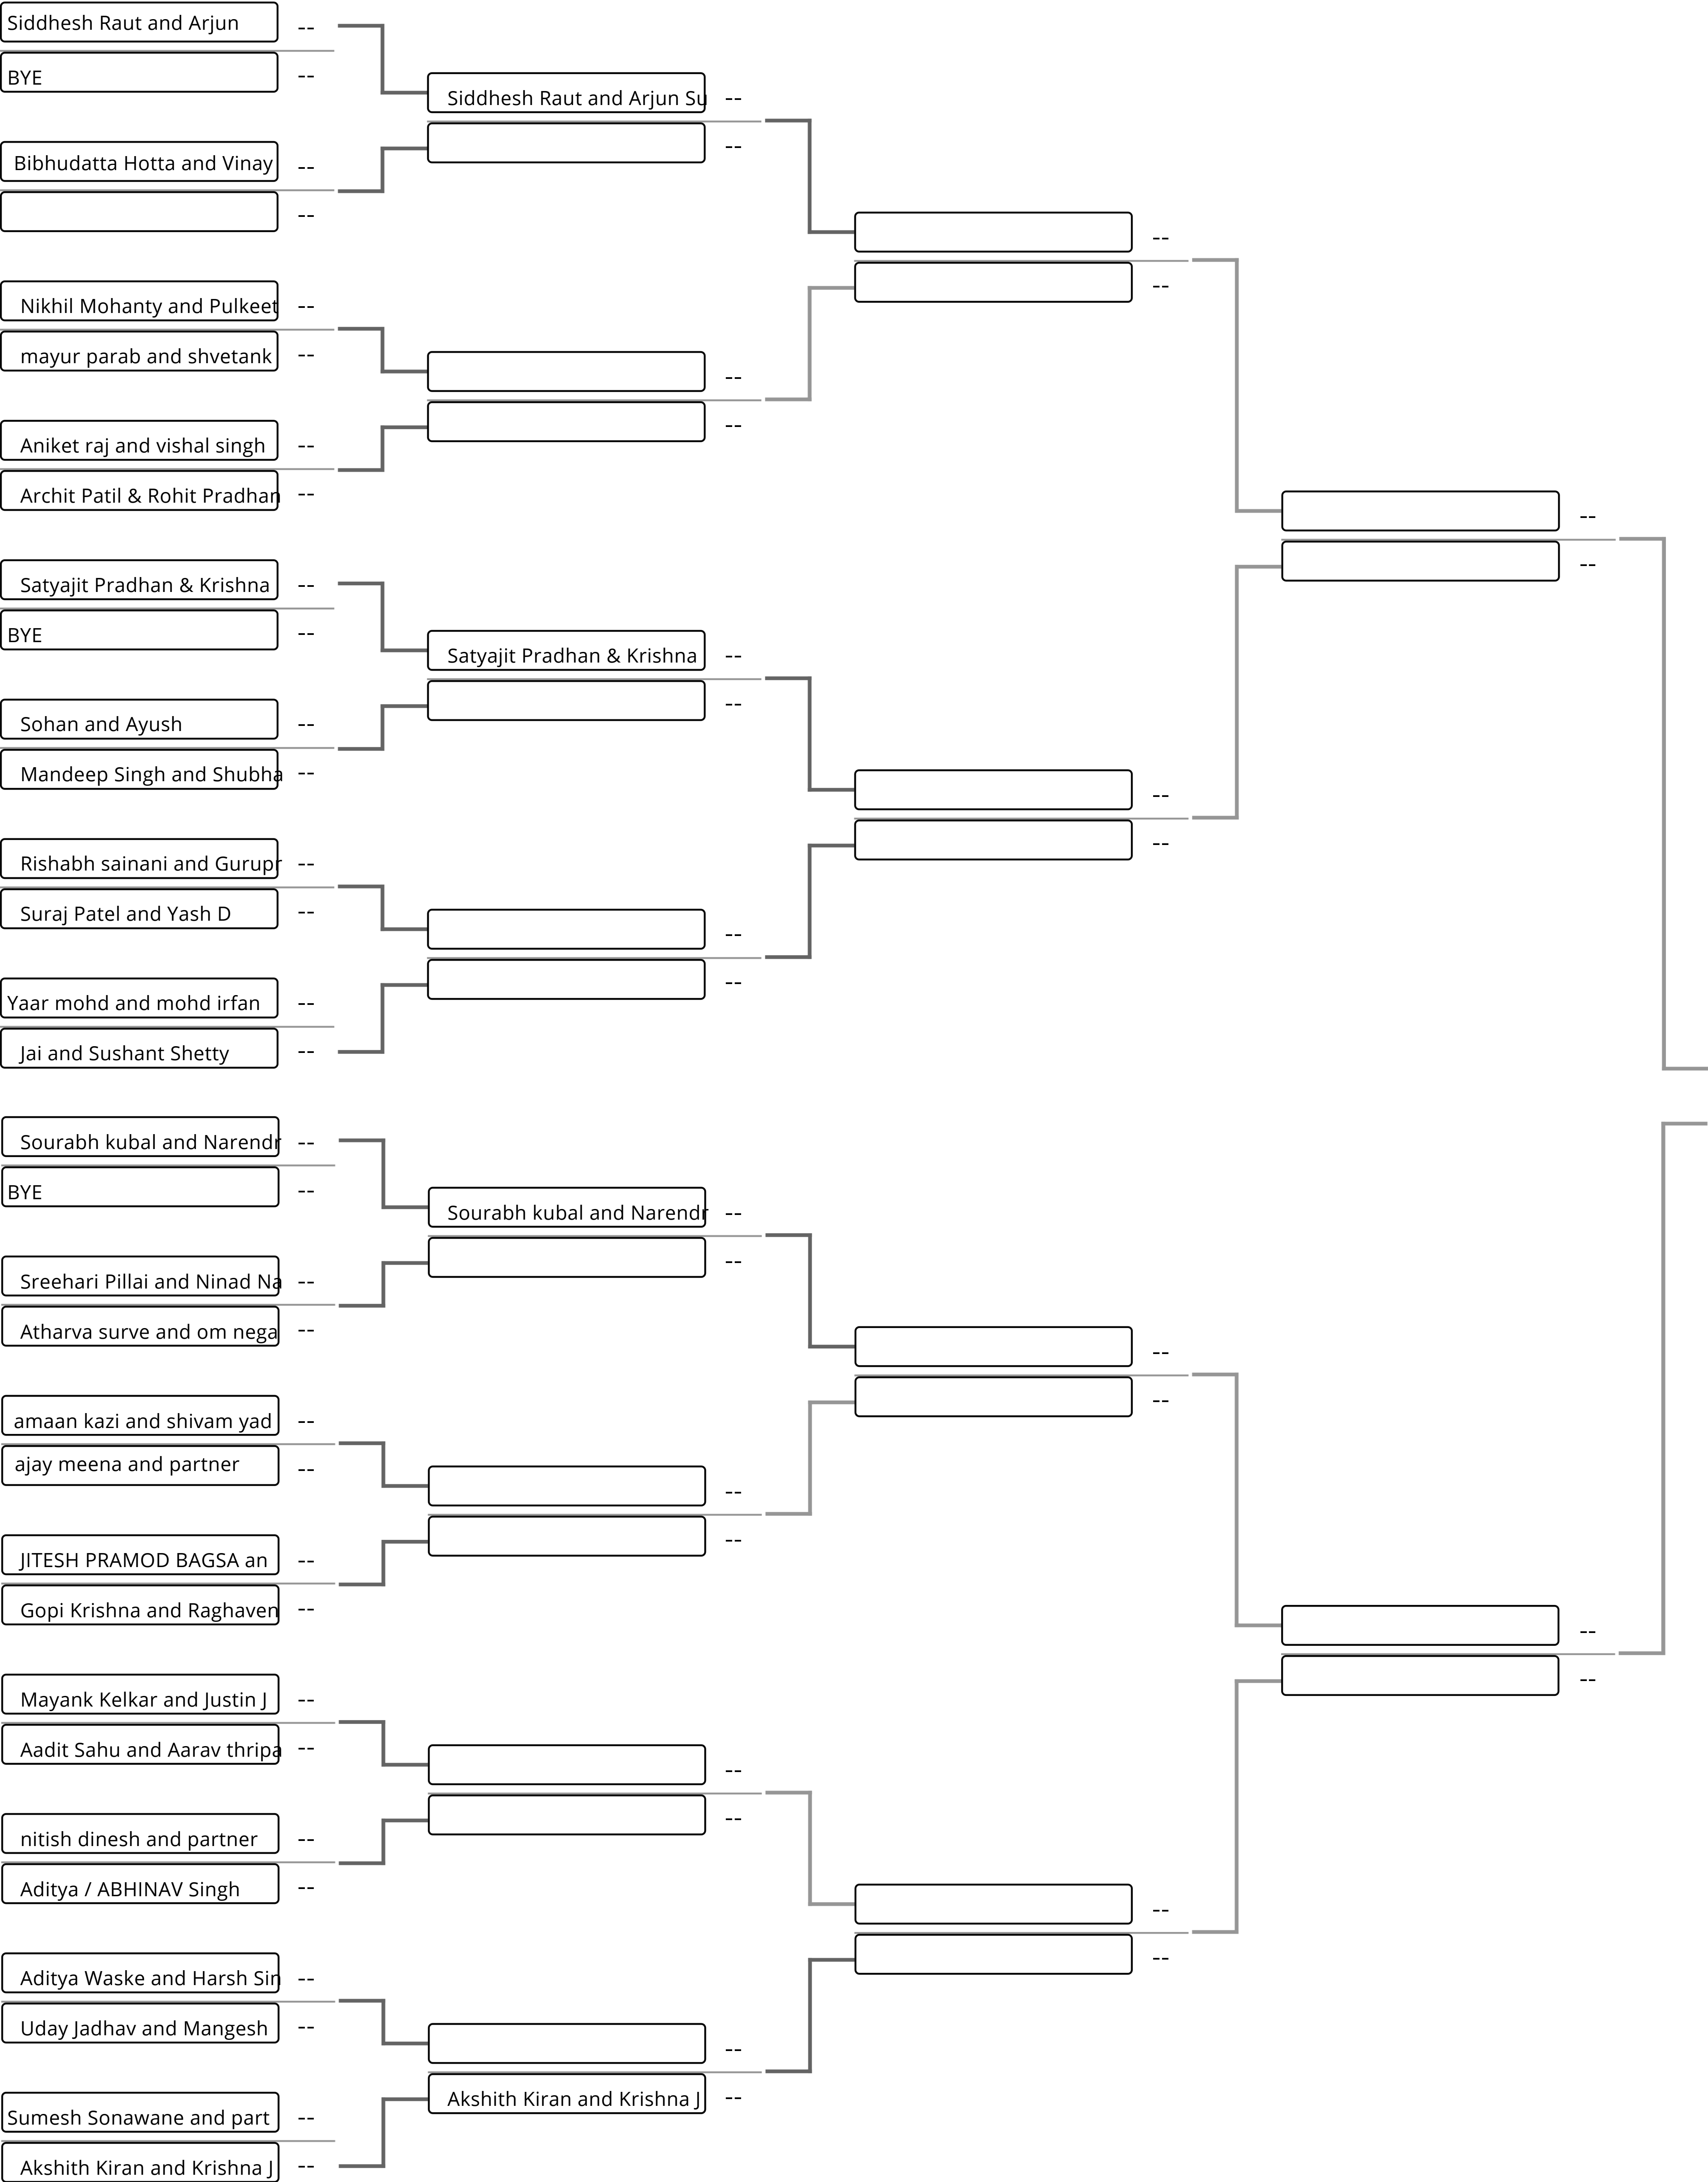 Siddhesh Raut and Arjun --
BYE --
Siddhesh Raut and Arjun Su --
--
Bibhudatta Hotta and Vinay --
--
--
--
Nikhil Mohanty and Pulkeet --
mayur parab and shvetank --
--
--
Aniket raj and vishal singh --
Archit Patil & Rohit Pradhan --
--
--
Satyajit Pradhan & Krishna --
BYE --
Satyajit Pradhan & Krishna --
--
Sohan and Ayush --
Mandeep Singh and Shubha --
--
--
Rishabh sainani and Gurupr --
Suraj Patel and Yash D --
--
--
Yaar mohd and mohd irfan --
Jai and Sushant Shetty --
Sourabh kubal and Narendr --
BYE --
Sourabh kubal and Narendr --
--
Sreehari Pillai and Ninad Na --
Atharva surve and om nega --
--
--
amaan kazi and shivam yad --
ajay meena and partner --
--
--
JITESH PRAMOD BAGSA an --
Gopi Krishna and Raghaven --
--
--
Mayank Kelkar and Justin J --
Aadit Sahu and Aarav thripa --
--
--
nitish dinesh and partner --
Aditya / ABHINAV Singh --
--
--
Aditya Waske and Harsh Sin --
Uday Jadhav and Mangesh --
--
Akshith Kiran and Krishna J --
Sumesh Sonawane and part --
Akshith Kiran and Krishna J --